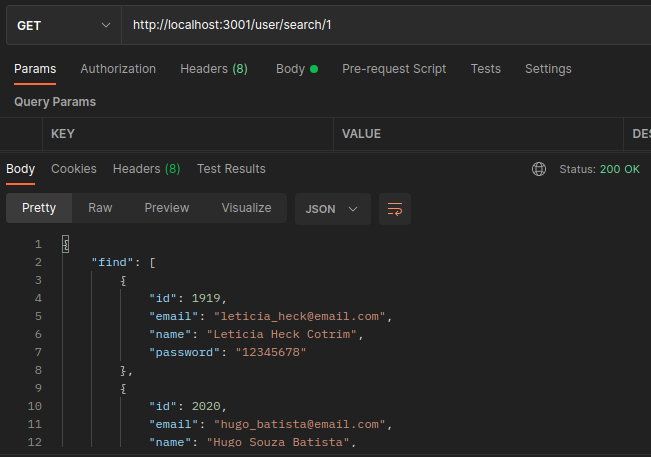 GET http://localhost:3001/user/search/1
Params Authorization Headers (8) Body Pre-request Script Tests Settings
Query Params
KEY VALUE DES
Body Cookies Headers (8) Test Results Status: 200 OK
Pretty Raw Preview Visualize JSON
1 {
2 "find": [
3 {
4 "id": 1919,
5 "email": "leticia_heck@email.com",
6 "name": "Leticia Heck Cotrim",
7 "password": "12345678"
8 },
9 {
10 "id": 2020,
11 "email": "hugo_batista@email.com",
12 "name": "Hugo Souza Batista",